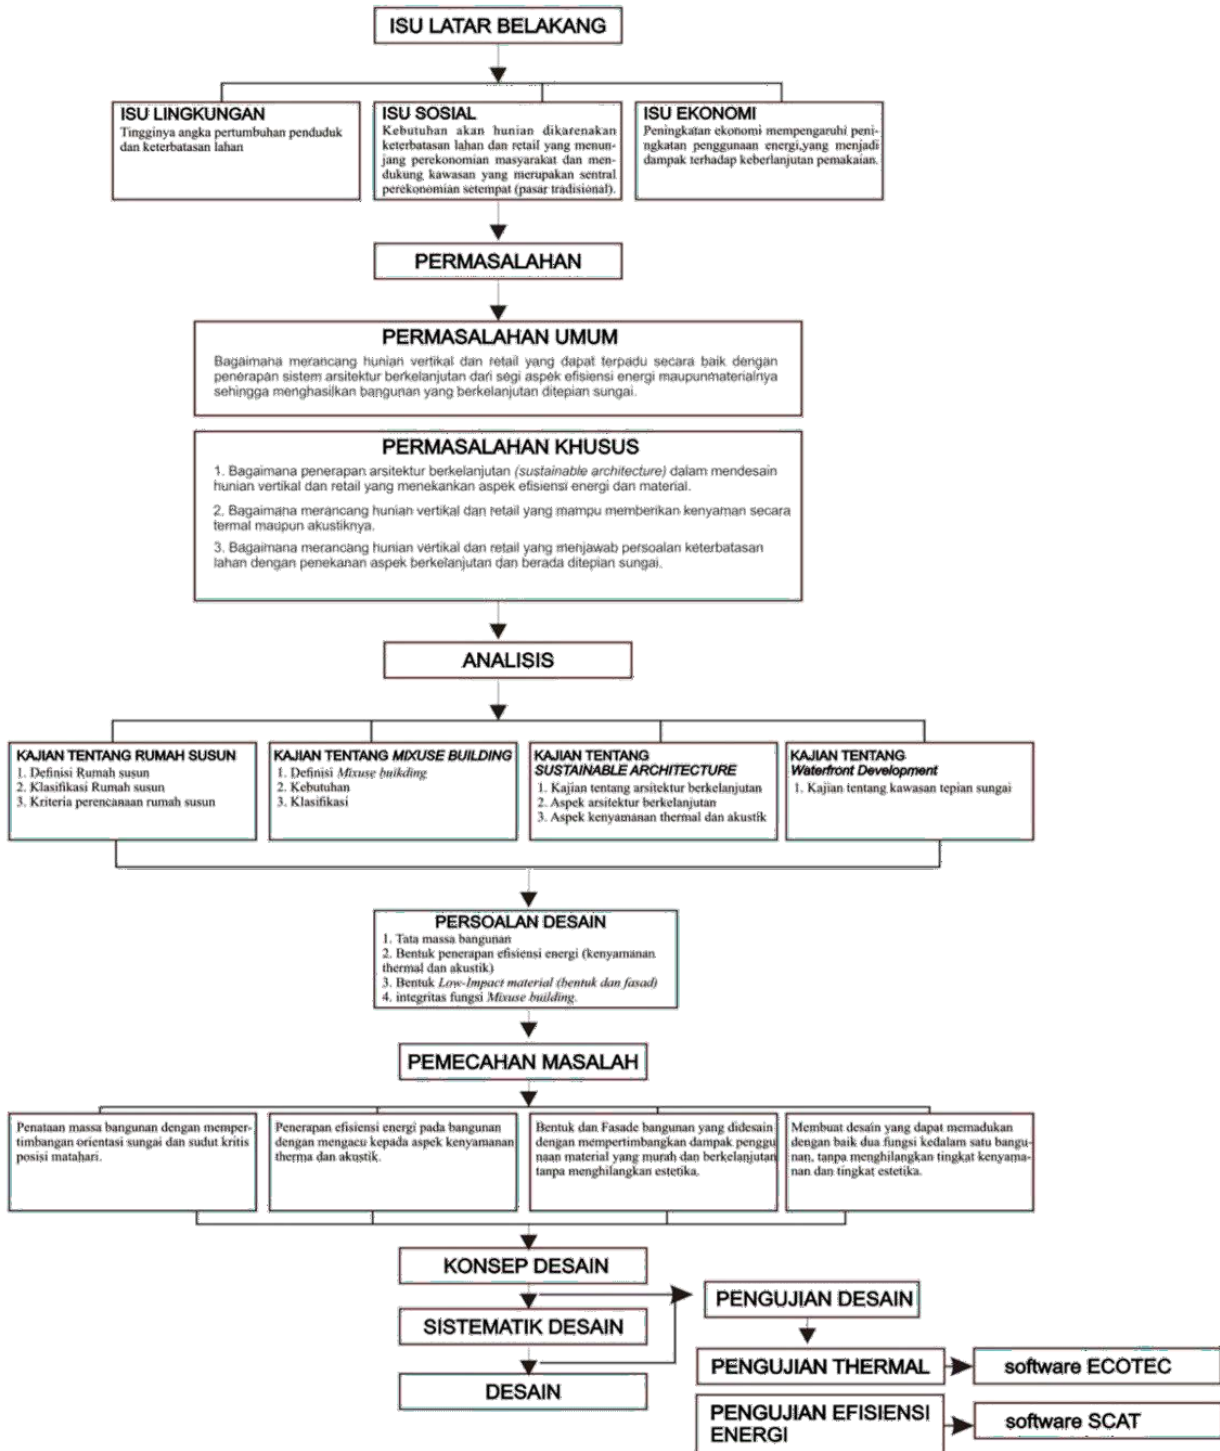 ISU LATAR BELAKANG
ISU LINGKUNGAN
Tingginya angka pertumbuhan penduduk
dan keterbatasan lahan
ISU SOSIAL
Kebutuhan akan hunian dikarenakan
keterbatasan lahan dan retail yang menun-
jang perekonomian masyarakat dan men-
dukung kawasan yang merupakan sentral
perekonomian setempat (pasar tradisional).
ISU EKONOMI
Peningkatan ekonomi mempengaruhi peni-
ngkatan penggunaan energi,yang menjadi
dampak terhadap keberlanjutan pemakaian.
PERMASALAHAN
PERMASALAHAN UMUM
Bagaimana merancang hunian vertikal dan retail yang dapat terpadu secara baik dengan
penerapan sistem arsitektur berkelanjutan dari segi aspek efisiensi energi maupunmaterialnya
sehingga menghasilkan bangunan yang berkelanjutan ditepian sungai.
PERMASALAHAN KHUSUS
1. Bagaimana penerapan arsitektur berkelanjutan (sustainable architecture) dalam mendesain
hunian vertikal dan retail yang menekankan aspek efisiensi energi dan material.
2. Bagaimana merancang hunian vertikal dan retail yang mampu memberikan kenyaman secara
termal maupun akustiknya.
3. Bagaimana merancang hunian vertikal dan retail yang menjawab persoalan keterbatasan
lahan dengan penekanan aspek berkelanjutan dan berada ditepian sungai.
ANALISIS
KAJIAN TENTANG RUMAH SUSUN
1. Definisi Rumah susun
2. Klasifikasi Rumah susun
3. Kriteria perencanaan rumah susun
KAJIAN TENTANG MIXUSE BUILDING
1. Definisi Mixuse buikding
2. Kebutuhan
3. Klasifikasi
KAJIAN TENTANG
SUSTAINABLE ARCHITECTURE
1. Kajian tentang arsitektur berkelanjutan
2. Aspek arsitektur berkelanjutan
3. Aspek kenyamanan thermal dan akustik
KAJIAN TENTANG
Waterfront Development
1. Kajian tentang kawasan tepian sungai
PERSOALAN DESAIN
1. Tata massa bangunan
2. Bentuk penerapan efisiensi energi (kenyamanan
thermal dan akustik)
3. Bentuk Low-Impact material (bentuk dan fasad)
4. integritas fungsi Mixuse building.
PEMECAHAN MASALAH
Penataan massa bangunan dengan memper-
timbangan orientasi sungai dan sudut kritis
posisi matahari.
Penerapan efisiensi energi pada bangunan
dengan mengacu kepada aspek kenyamanan
therma dan akustik.
Bentuk dan Fasade bangunan yang didesain
dengan mempertimbangkan dampak penggu
naan material yang murah dan berkelanjutan
tanpa menghilangkan estetika.
Membuat desain yang dapat memadukan
dengan baik dua fungsi kedalam satu bangu-
nan, tanpa menghilangkan tingkat kenyama-
nan dan tingkat estetika.
KONSEP DESAIN
SISTEMATIK DESAIN
DESAIN
PENGUJIAN DESAIN
PENGUJIAN THERMAL
software ECOTEC
PENGUJIAN EFISIENSI
ENERGI
software SCAT